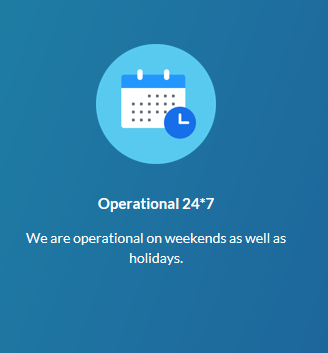 Operational 24*7
We are operational on weekends as well as
holidays.